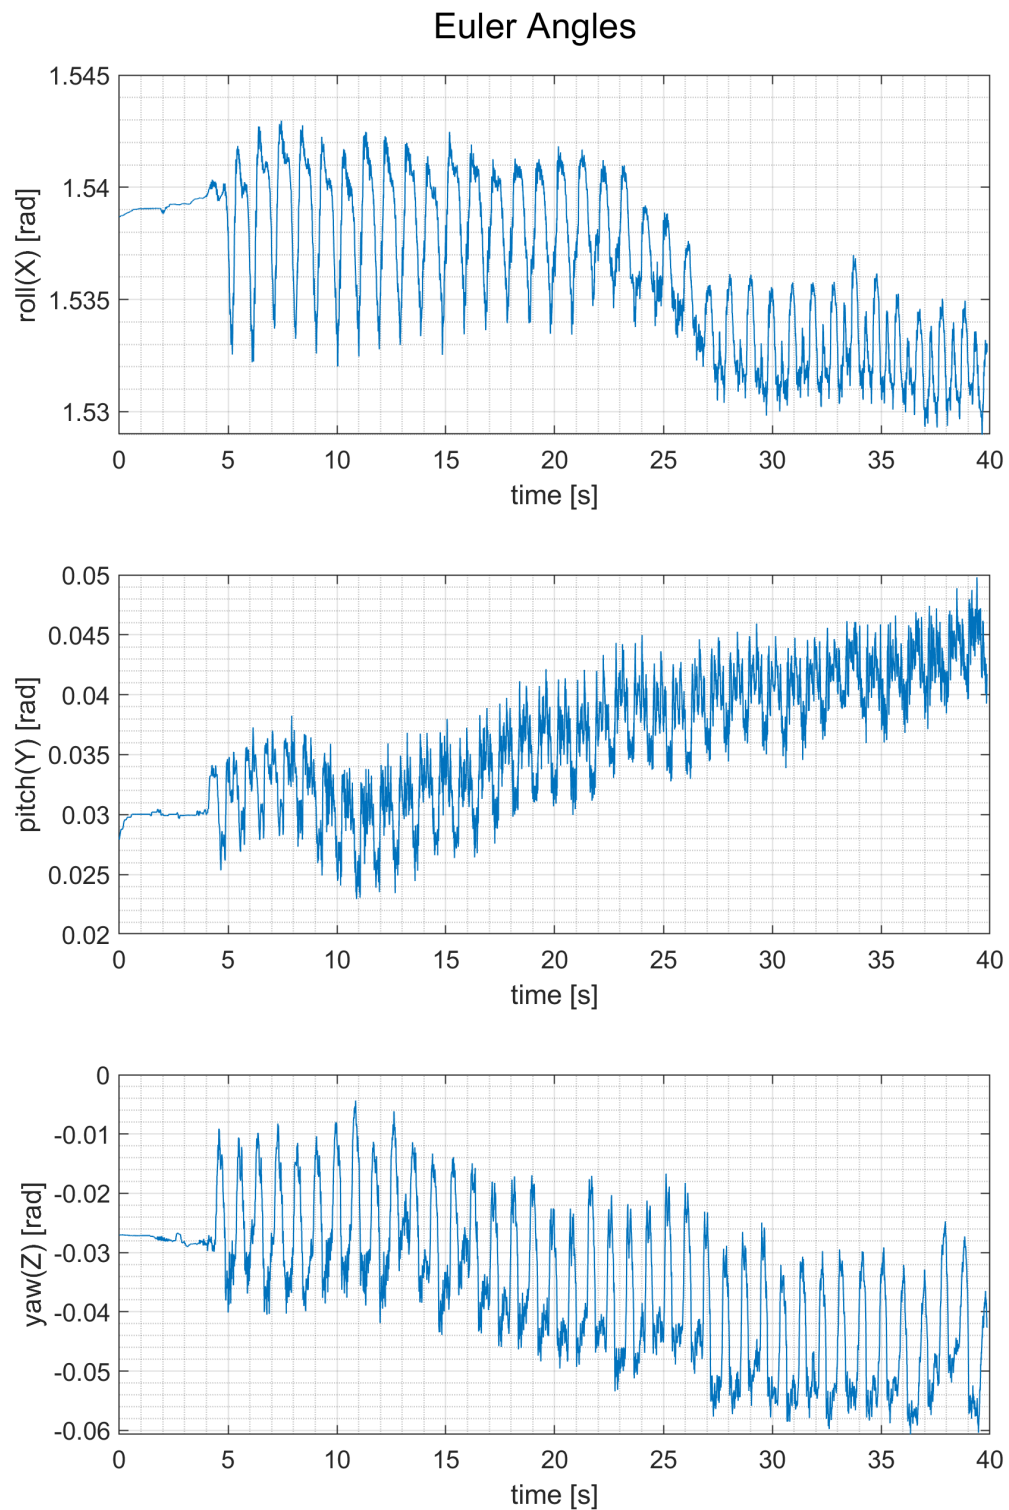 Euler Angles
1.545
1.54
1.535
1.53
roll(X) [rad]
0 5 10 15 20 25 30 35 40
time [s]
0.05
0.045
0.04
0.035
0.03
0.025
0.02
pitch(Y) [rad]
0 5 10 15 20 25 30 35 40
time [s]
0
-0.01
-0.02
-0.03
-0.04
-0.05
-0.06
yaw(Z) [rad]
0 5 10 15 20 25 30 35 40
time [s]